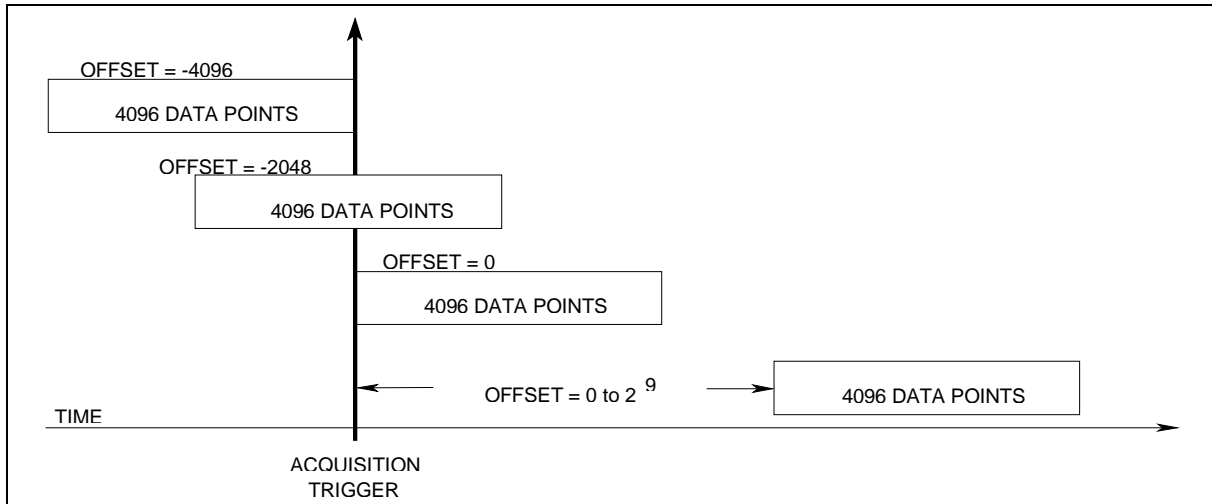 OFFSET = -4096
4096 DATA POINTS
OFFSET = -2048
4096 DATA POINTS
OFFSET = 0
4096 DATA POINTS
OFFSET = 0 to 2 9
4096 DATA POINTS
TIME
ACQUISITION
TRIGGER